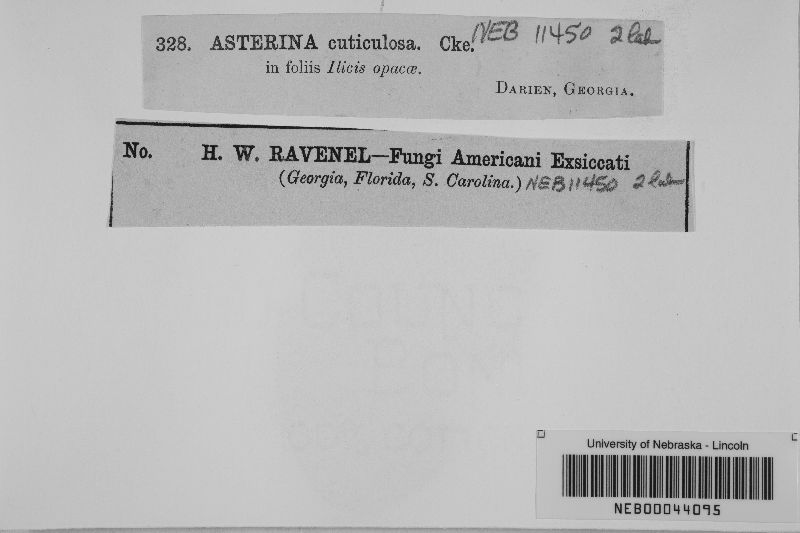 328. ASTERINA cuticulosa. Cke. NEB 11450 2 lab
in foliis Ilicis opacæ.
DARIEN, GEORGIA.
No. H. W. RAVENEL—Fungi Americani Exsiccati
(Georgia, Florida, S. Carolina.) NEB 11450 2 lab
University of Nebraska - Lincoln
NEB00044095